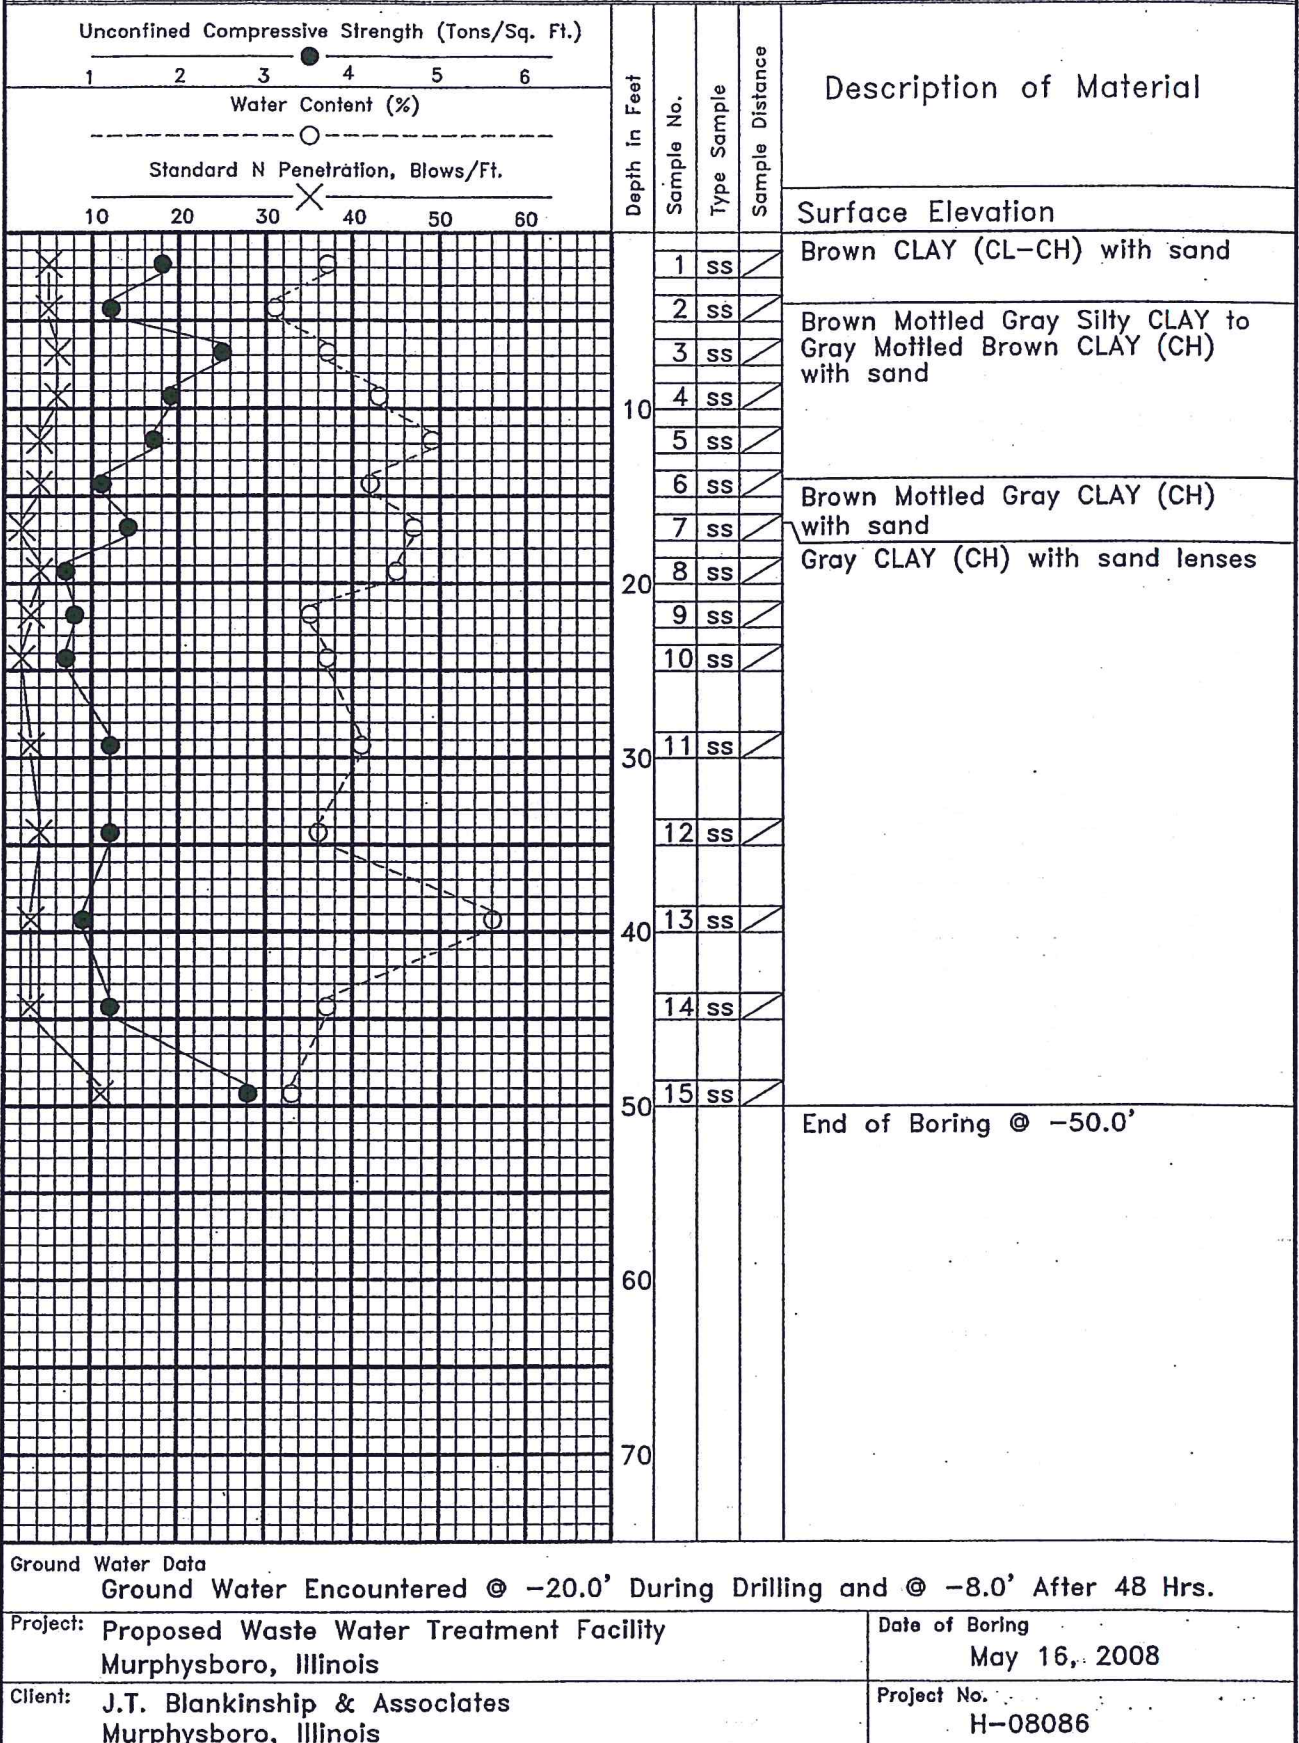 Unconfined Compressive Strength (Tons/Sq. Ft.)
1 2 3 4 5 6
Water Content (%)
Standard N Penetration, Blows/Ft.
10 20 30 40 50 60
Depth in Feet
Sample No.
Type Sample
Sample Distance
Description of Material
Surface Elevation
1 ss
Brown CLAY (CL-CH) with sand
2 ss
Brown Mottled Gray Silty CLAY to
3 ss
Gray Mottled Brown CLAY (CH)
with sand
10
4 ss
5 ss
6 ss
Brown Mottled Gray CLAY (CH)
7 ss
with sand
Gray CLAY (CH) with sand lenses
20
8 ss
9 ss
10 ss
30
11 ss
12 ss
40
13 ss
14 ss
50
15 ss
End of Boring @ -50.0'
60
70
Ground Water Data
Ground Water Encountered @ -20.0' During Drilling and @ -8.0' After 48 Hrs.
Project: Proposed Waste Water Treatment Facility
Murphysboro, Illinois
Date of Boring
May 16, 2008
Client: J.T. Blankinship & Associates
Murphysboro, Illinois
Project No.
H-08086